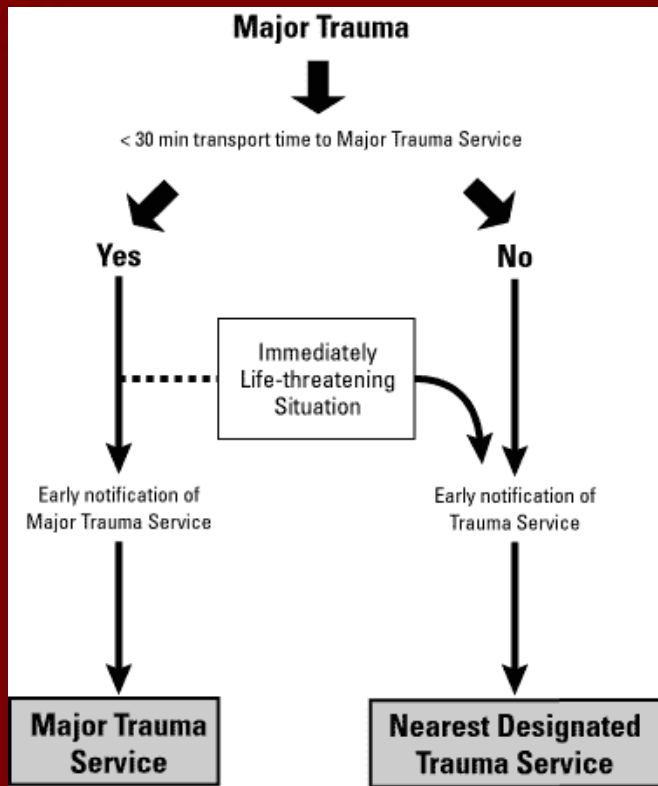 Major Trauma
< 30 min transport time to Major Trauma Service
Yes
No
Immediately
Life-threatening
Situation
Early notification of
Major Trauma Service
Early notification of
Trauma Service
Major Trauma
Service
Nearest Designated
Trauma Service